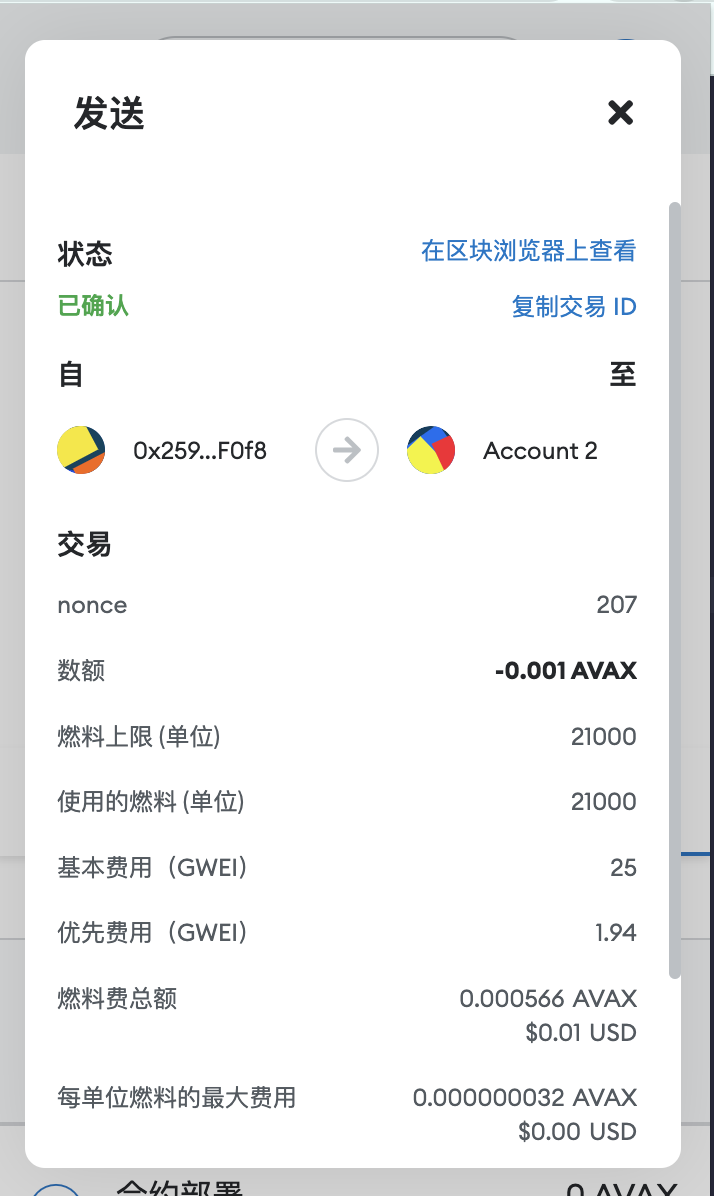 发送
状态 在区块浏览器上查看
已确认 复制交易 ID
自 至
0x259...F0f8 Account 2
交易
nonce 207
数额 -0.001 AVAX
燃料上限 (单位) 21000
使用的燃料 (单位) 21000
基本费用（GWEI） 25
优先费用（GWEI） 1.94
燃料费总额 0.000566 AVAX
$0.01 USD
每单位燃料的最大费用 0.000000032 AVAX
$0.00 USD
合约部署 0 AVAX